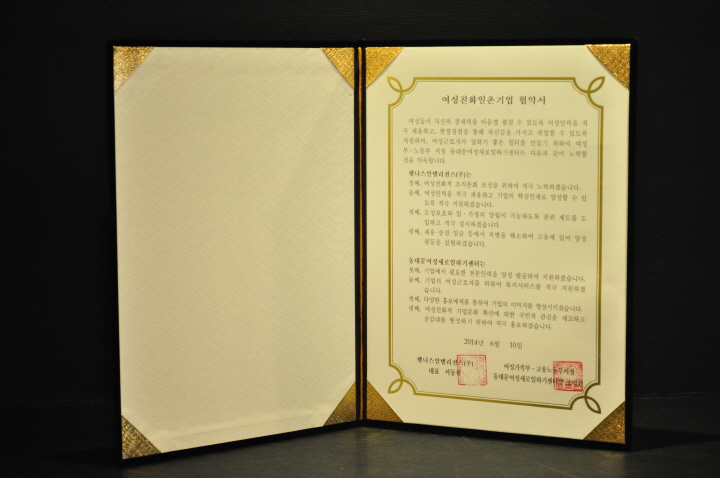 여성친화일촌기업 협약서
여성들이 자신의 잠재력을 마음껏 펼칠 수 있도록 여성인력을 적
극 채용하고, 현장경험을 통해 자신감을 가지고 취업할 수 있도록
지원하며, 여성근로자가 일하기 좋은 일터를 만들기 위하여 여성
부·노동부 지정 동대문여성새로일하기센터는 다음과 같이 노력할
것을 약속합니다.
웰니스인텔리전스(주)는
첫째, 여성친화적 조직문화 조성을 위하여 적극 노력하겠습니다.
둘째, 여성인력을 적극 채용하고 기업의 핵심인재로 양성할 수 있
도록 적극 지원하겠습니다.
셋째, 모성보호와 일·가정의 양립이 가능하도록 관련 제도를 도
입하고 적극 실시하겠습니다.
넷째, 채용·승진·임금 등에서 차별을 해소하여 고용에 있어 양성
평등을 실현하겠습니다.
동대문여성새로일하기센터는
첫째, 기업에서 필요한 전문인력을 양성·발굴하여 지원하겠습니다.
둘째, 기업의 여성근로자를 위하여 복지서비스를 적극 지원하겠
습니다.
셋째, 다양한 홍보매체를 통하여 기업의 이미지를 향상시키겠습니다.
넷째, 여성친화적 기업문화 확산에 대한 국민적 관심을 제고하고
공감대를 형성하기 위하여 적극 홍보하겠습니다.
2014년 6월 10일
웰니스인텔리전스(주)
대표 서동
여성가족부·고용노동부지정
동대문여성새로일하기센터